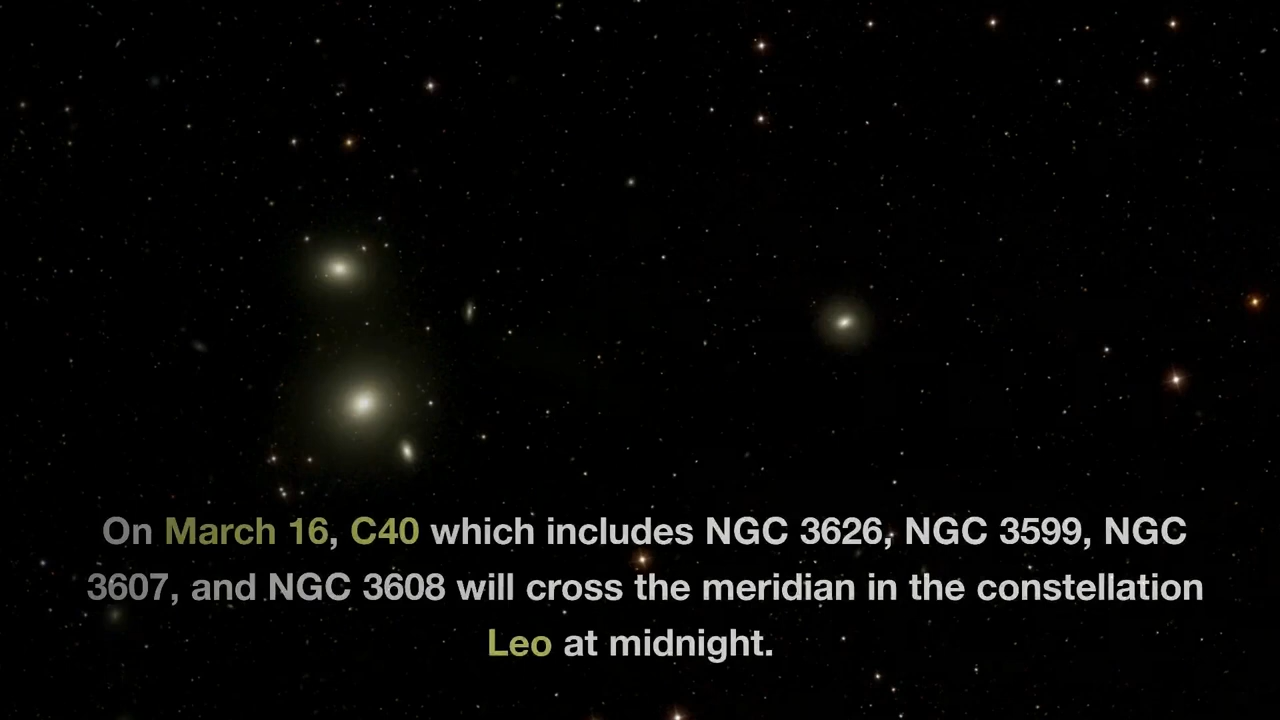 On March 16, C40 which includes NGC 3626, NGC 3599, NGC
3607, and NGC 3608 will cross the meridian in the constellation
Leo at midnight.